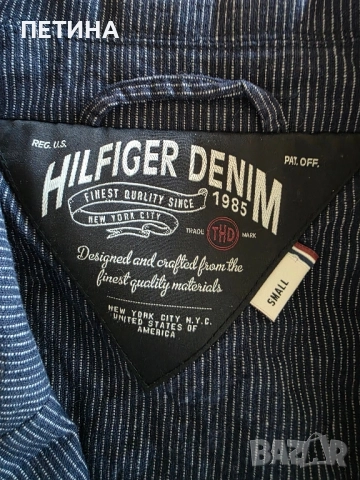 ПЕТИНА
REG. U.S.
PAT. OFF.
HILFIGER DENIM
FINEST QUALITY SINCE
1985
NEW YORK CITY
TRADE THD MARK
Designed and crafted from the
finest quality materials
SMALL
NEW YORK, CITY N.Y.C.
UNITED STATES OF
AMERICA
BAZAR